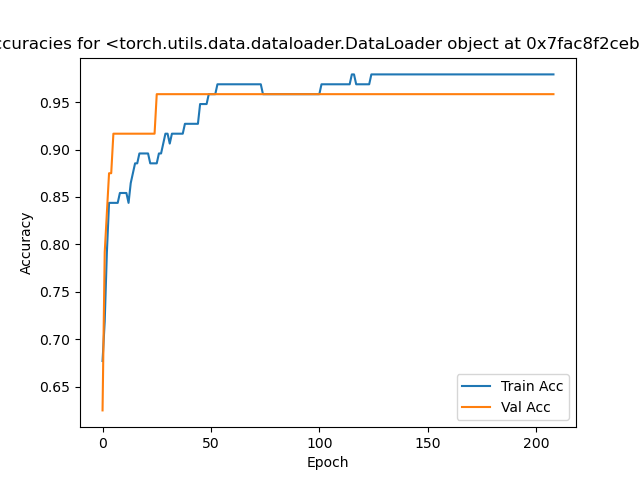 ccuracies for <torch.utils.data.dataloader.DataLoader object at 0x7fac8f2ceb
0.95
0.90
0.85
0.80
0.75
0.70
0.65
Accuracy
Train Acc
Val Acc
0 50 100 150 200
Epoch